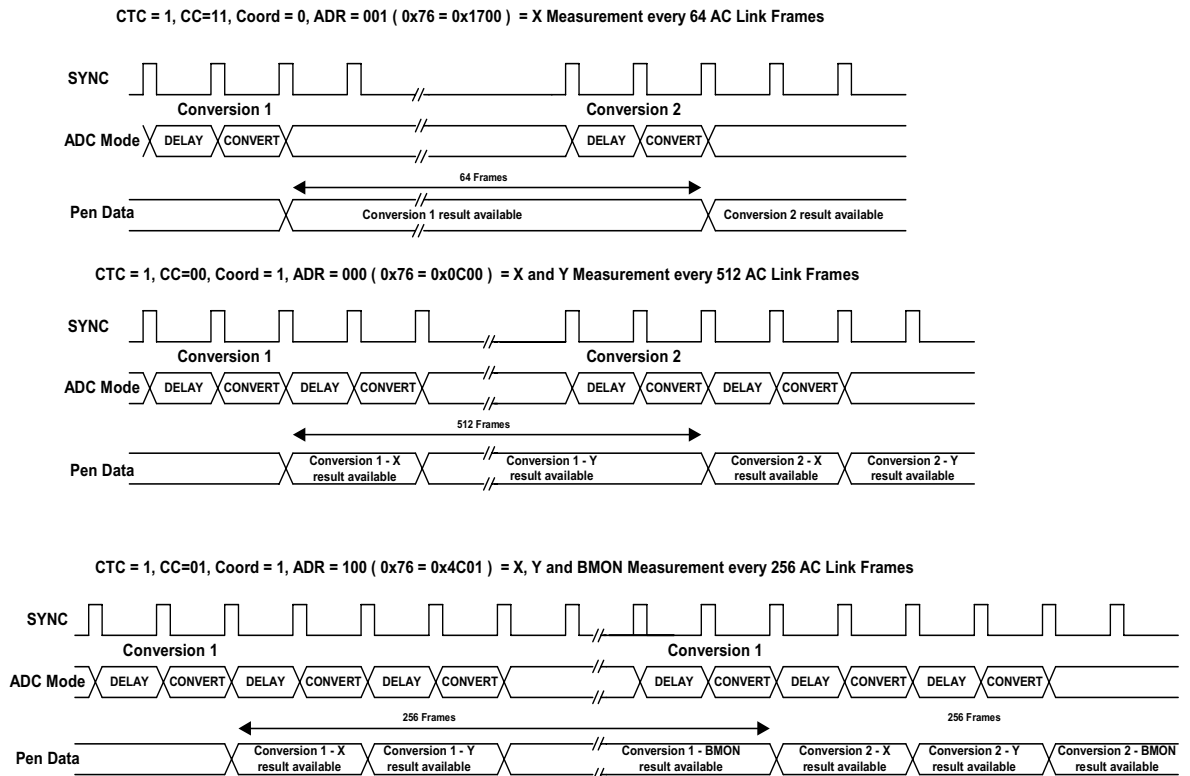 CTC = 1, CC=11, Coord = 0, ADR = 001 ( 0x76 = 0x1700 )  = X Measurement every 64 AC Link Frames
SYNC
Conversion 1
Conversion 2
ADC Mode
DELAY
CONVERT
DELAY
CONVERT
64 Frames
Pen Data
Conversion 1 result available
Conversion 2 result available
CTC = 1, CC=00, Coord = 1, ADR = 000 ( 0x76 = 0x0C00 )  = X and Y Measurement every 512 AC Link Frames
SYNC
Conversion 1
Conversion 2
ADC Mode
DELAY
CONVERT
DELAY
CONVERT
DELAY
CONVERT
DELAY
CONVERT
512 Frames
Pen Data
Conversion 1 - X
result available
Conversion 1 - Y
result available
Conversion 2 - X
result available
Conversion 2 - Y
result available
CTC = 1, CC=01, Coord = 1, ADR = 100 ( 0x76 = 0x4C01 )  = X, Y and BMON Measurement every 256 AC Link Frames
SYNC
Conversion 1
Conversion 1
ADC Mode
DELAY
CONVERT
DELAY
CONVERT
DELAY
CONVERT
DELAY
CONVERT
DELAY
CONVERT
DELAY
CONVERT
256 Frames
256 Frames
Pen Data
Conversion 1 - X
result available
Conversion 1 - Y
result available
Conversion 1 - BMON
result available
Conversion 2 - X
result available
Conversion 2 - Y
result available
Conversion 2 - BMON
result available